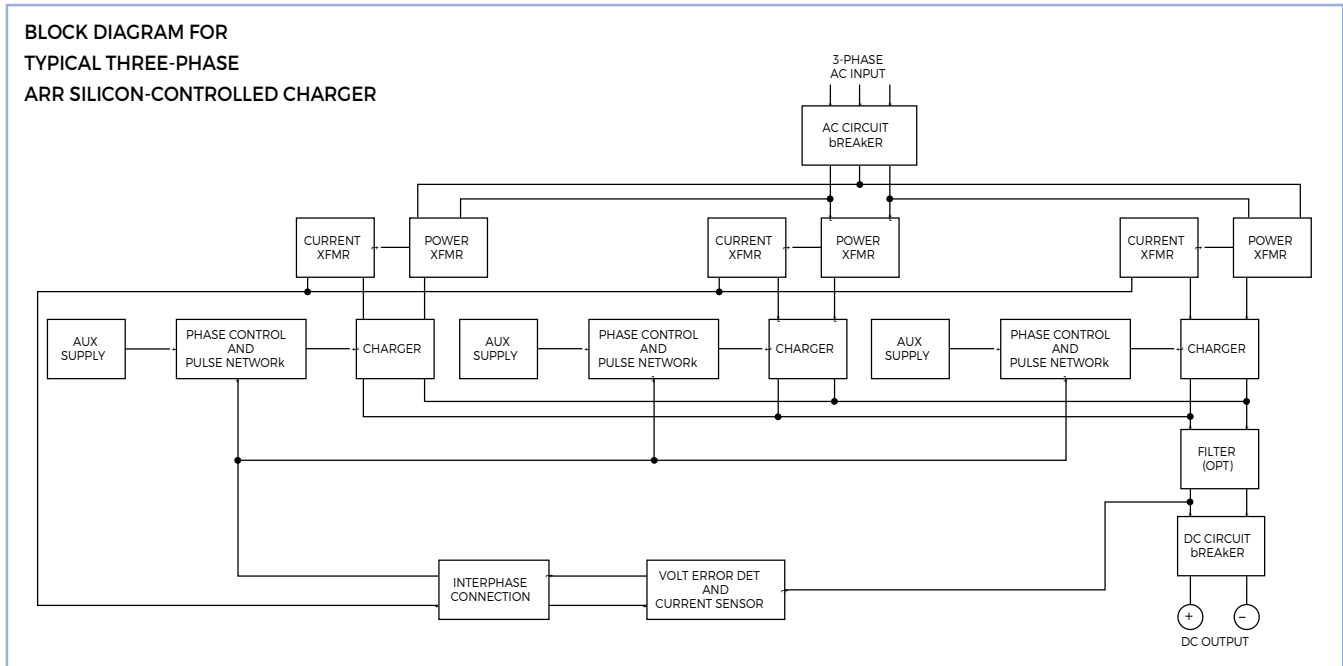 BLOCK DIAGRAM FOR
TYPICAL THREE-PHASE
ARR SILICON-CONTROLLED CHARGER
3-PHASE
AC INPUT
AC CIRCUIT
bREAkER
CURRENT
XFMR
POWER
XFMR
CURRENT
XFMR
POWER
XFMR
CURRENT
XFMR
POWER
XFMR
AUX
SUPPLY
PHASE CONTROL
AND
PULSE NETWORk
CHARGER
AUX
SUPPLY
PHASE CONTROL
AND
PULSE NETWORk
CHARGER
AUX
SUPPLY
PHASE CONTROL
AND
PULSE NETWORk
CHARGER
FILTER
(OPT)
DC CIRCUIT
bREAkER
INTERPHASE
CONNECTION
VOLT ERROR DET
AND
CURRENT SENSOR
+
−
DC OUTPUT